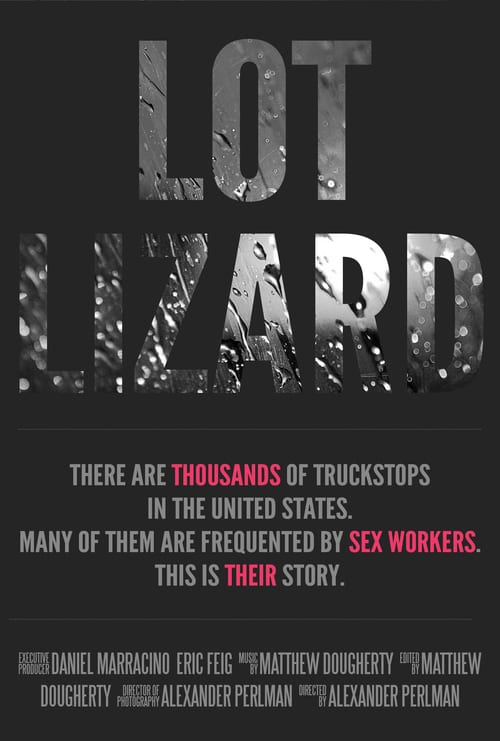 LOT
LIZARD
THERE ARE THOUSANDS OF TRUCKSTOPS
IN THE UNITED STATES.
MANY OF THEM ARE FREQUENTED BY SEX WORKERS.
THIS IS THEIR STORY.
EXECUTIVE PRODUCER DANIEL MARRACINO ERIC FEIG MUSIC BY MATTHEW DOUGHERTY EDITED BY MATTHEW
DOUGHERTY DIRECTOR OF PHOTOGRAPHY ALEXANDER PERLMAN DIRECTED BY ALEXANDER PERLMAN